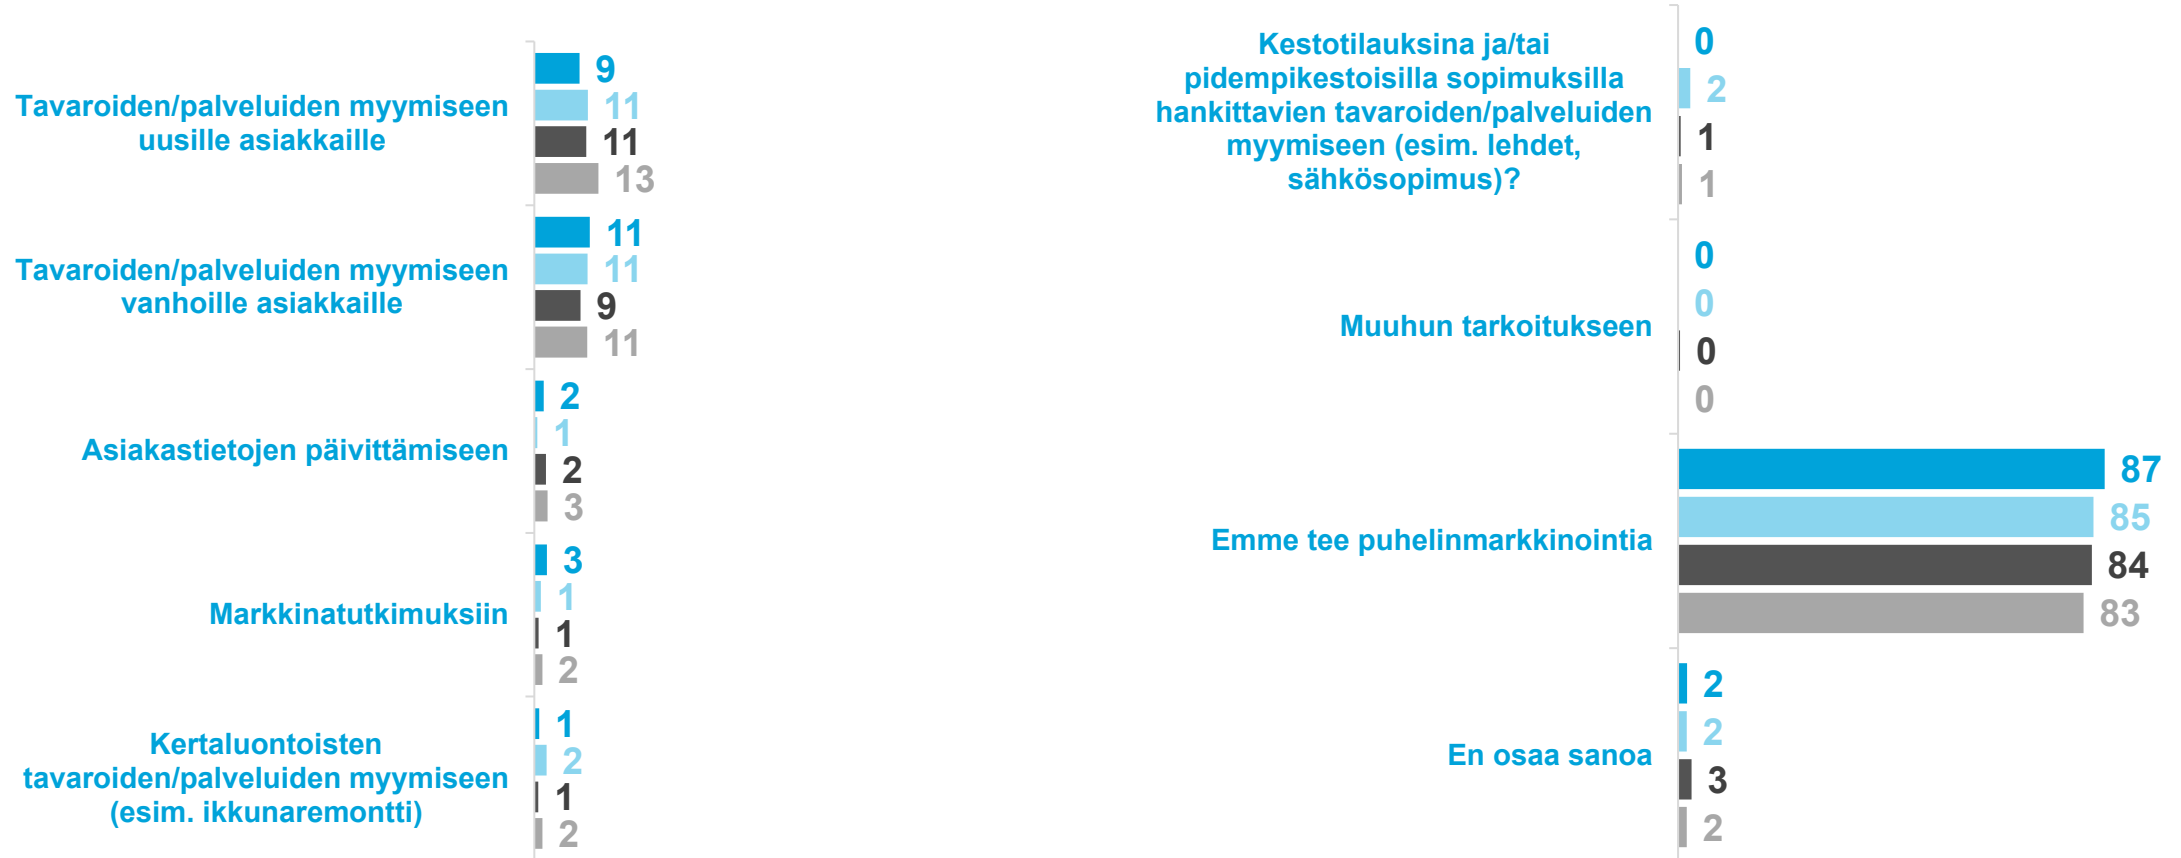 Tavaroiden/palveluiden myymiseen
uusille asiakkaille
9
11
11
13
Tavaroiden/palveluiden myymiseen
vanhoille asiakkaille
11
11
9
11
Asiakastietojen päivittämiseen
2
1
2
3
Markkinatutkimuksiin
3
1
1
2
Kertaluontoisten
tavaroiden/palveluiden myymiseen
(esim. ikkunaremontti)
1
2
1
2
Kestotilauksina ja/tai
pidempikestoisilla sopimuksilla
hankittavien tavaroiden/palveluiden
myymiseen (esim. lehdet,
sähkösopimus)?
0
2
1
1
Muuhun tarkoitukseen
0
0
0
0
Emme tee puhelinmarkkinointia
87
85
84
83
En osaa sanoa
2
2
3
2